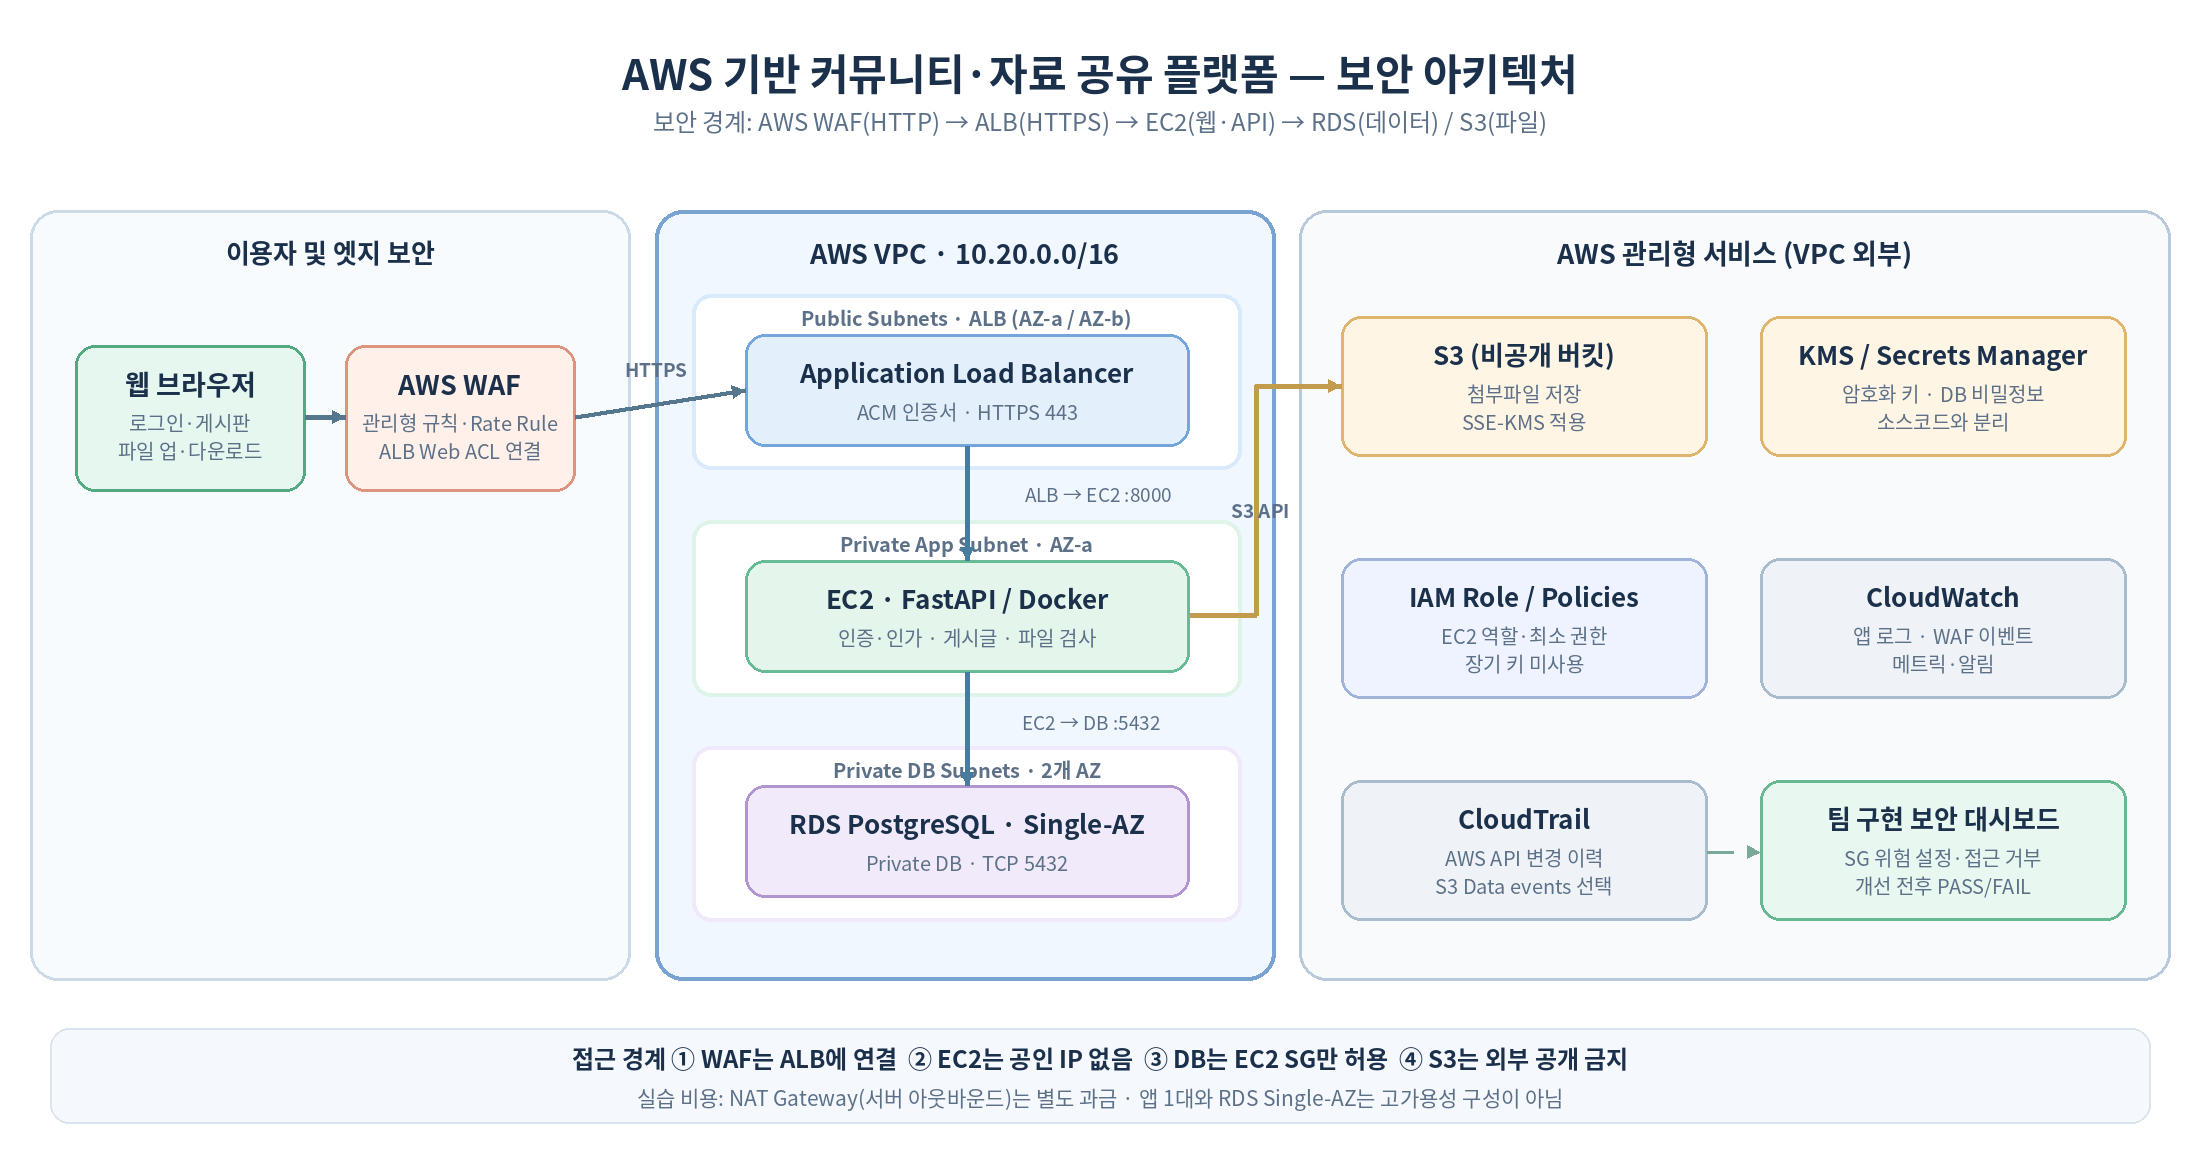 AWS 기반 커뮤니티·자료 공유 플랫폼 — 보안 아키텍처
보안 경계: AWS WAF(HTTP) → ALB(HTTPS) → EC2(웹·API) → RDS(데이터) / S3(파일)
이용자 및 엣지 보안
웹 브라우저
로그인·게시판
파일 업·다운로드
AWS WAF
관리형 규칙·Rate Rule
ALB Web ACL 연결
HTTPS
AWS VPC · 10.20.0.0/16
Public Subnets · ALB (AZ-a / AZ-b)
Application Load Balancer
ACM 인증서 · HTTPS 443
ALB → EC2 :8000
S3 API
Private App Subnet · AZ-a
EC2 · FastAPI / Docker
인증·인가 · 게시글 · 파일 검사
EC2 → DB :5432
Private DB Subnets · 2개 AZ
RDS PostgreSQL · Single-AZ
Private DB · TCP 5432
AWS 관리형 서비스 (VPC 외부)
S3 (비공개 버킷)
첨부파일 저장
SSE-KMS 적용
KMS / Secrets Manager
암호화 키 · DB 비밀정보
소스코드와 분리
IAM Role / Policies
EC2 역할·최소 권한
장기 키 미사용
CloudWatch
앱 로그 · WAF 이벤트
메트릭·알림
CloudTrail
AWS API 변경 이력
S3 Data events 선택
팀 구현 보안 대시보드
SG 위험 설정·접근 거부
개선 전후 PASS/FAIL
접근 경계 ① WAF는 ALB에 연결 ② EC2는 공인 IP 없음 ③ DB는 EC2 SG만 허용 ④ S3는 외부 공개 금지
실습 비용: NAT Gateway(서버 아웃바운드)는 별도 과금 · 앱 1대와 RDS Single-AZ는 고가용성 구성이 아님